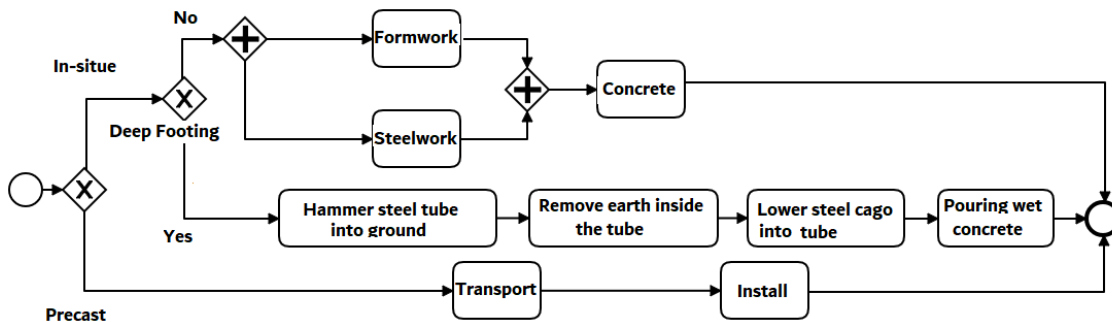 No
Formwork
In-situe
X
Concrete
Deep Footing
Steelwork
X
Hammer steel tube
into ground
Remove earth inside
the tube
Lower steel cago
into tube
Pouring wet
concrete
Yes
Transport
Install
Precast